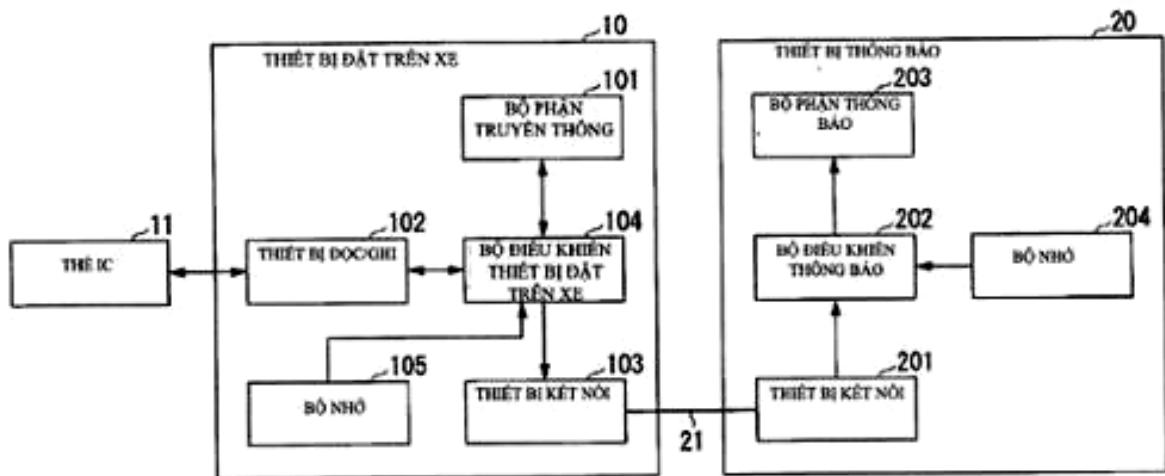 10
THIẾT BỊ ĐẶT TRÊN XE
101
BỘ PHẬN
TRUYỀN THÔNG
11
THẺ IC
102
THIẾT BỊ ĐỌC/GHI
104
BỘ ĐIỀU KHIỂN
THIẾT BỊ ĐẶT
TRÊN XE
105
BỘ NHỚ
103
THIẾT BỊ KẾT NỐI
21
20
THIẾT BỊ THÔNG BÁO
203
BỘ PHẬN THÔNG
BÁO
202
BỘ ĐIỀU KHIỂN
THÔNG BÁO
204
BỘ NHỚ
201
THIẾT BỊ KẾT NỐI